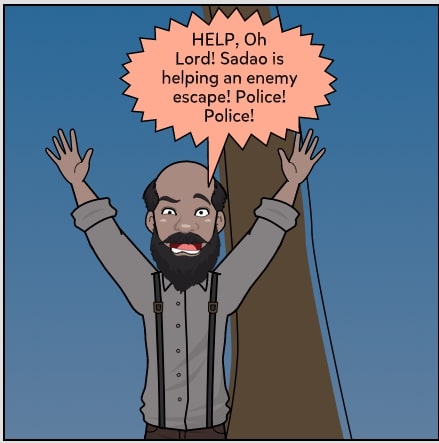 HELP, Oh
Lord! Sadao is
helping an enemy
escape! Police!
Police!